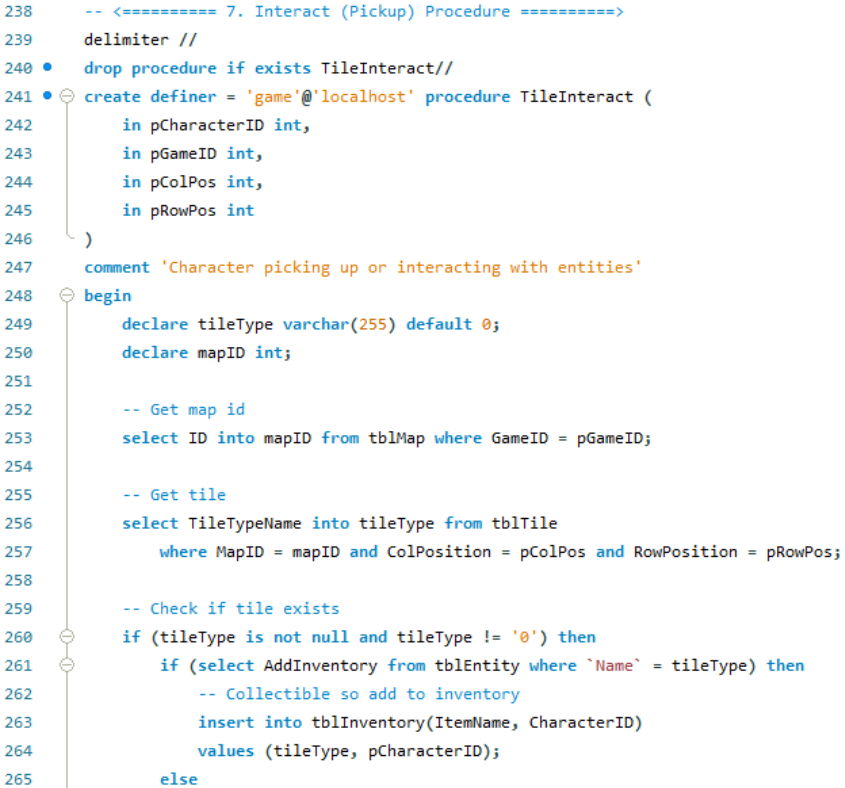 238 -- <========== 7. Interact (Pickup) Procedure ==========>
239 delimiter //
240 drop procedure if exists TileInteract//
241 create definer = 'game'@'localhost' procedure TileInteract (
242 in pCharacterID int,
243 in pGameID int,
244 in pColPos int,
245 in pRowPos int
246 )
247 comment 'Character picking up or interacting with entities'
248 begin
249 declare tileType varchar(255) default 0;
250 declare mapID int;
251
252 -- Get map id
253 select ID into mapID from tblMap where GameID = pGameID;
254
255 -- Get tile
256 select TileTypeName into tileType from tblTile
257 where MapID = mapID and ColPosition = pColPos and RowPosition = pRowPos;
258
259 -- Check if tile exists
260 if (tileType is not null and tileType != '0') then
261 if (select AddInventory from tblEntity where `Name` = tileType) then
262 -- Collectible so add to inventory
263 insert into tblInventory(ItemName, CharacterID)
264 values (tileType, pCharacterID);
265 else